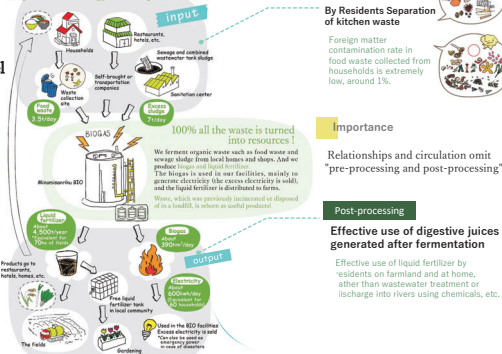 input
Households
Restaurants,
hotels, etc.
Sewage and combined
wastewater tank sludge
Waste
collection
site
Self-brought or
transportation
companies
Sanitation center
Food
waste
3.5t/day
Excess
sludge
7t/day
BIOGAS
Minamisanriku BIO
100% all the waste is turned
into resources !
We ferment organic waste such as food waste and
sewage sludge from local homes and shops. And we
produce biogas and liquid fertilizer.
The biogas is used in our facilities, mainly to
generate electricity (the excess electricity is sold),
and the liquid fertilizer is distributed to farms.
Waste, which was previously incinerated or disposed
of in a landfill, is reborn as useful products!
Liquid
fertilizer
About
4,500t/year
*Equivalent for
70ha of fields
Biogas
About
390m³/day
output
Electricity
About
600kwh/day
(Equivalent for
60 households)
Products go to
restaurants,
hotels, homes, etc.
Free liquid
fertilizer tank
in local community
The fields
Gardening
Used in the BIO facilities
Excess electricity is sold
*Can also be used as
emergency power
in case of disasters
By Residents Separation
of kitchen waste
Foreign matter
contamination rate in
food waste collected from
households is extremely
low, around 1%.
Importance
Relationships and circulation omit
"pre-processing and post-processing"
Post-processing
Effective use of digestive juices
generated after fermentation
Effective use of liquid fertilizer by
residents on farmland and at home,
rather than wastewater treatment or
discharge into rivers using chemicals, etc.